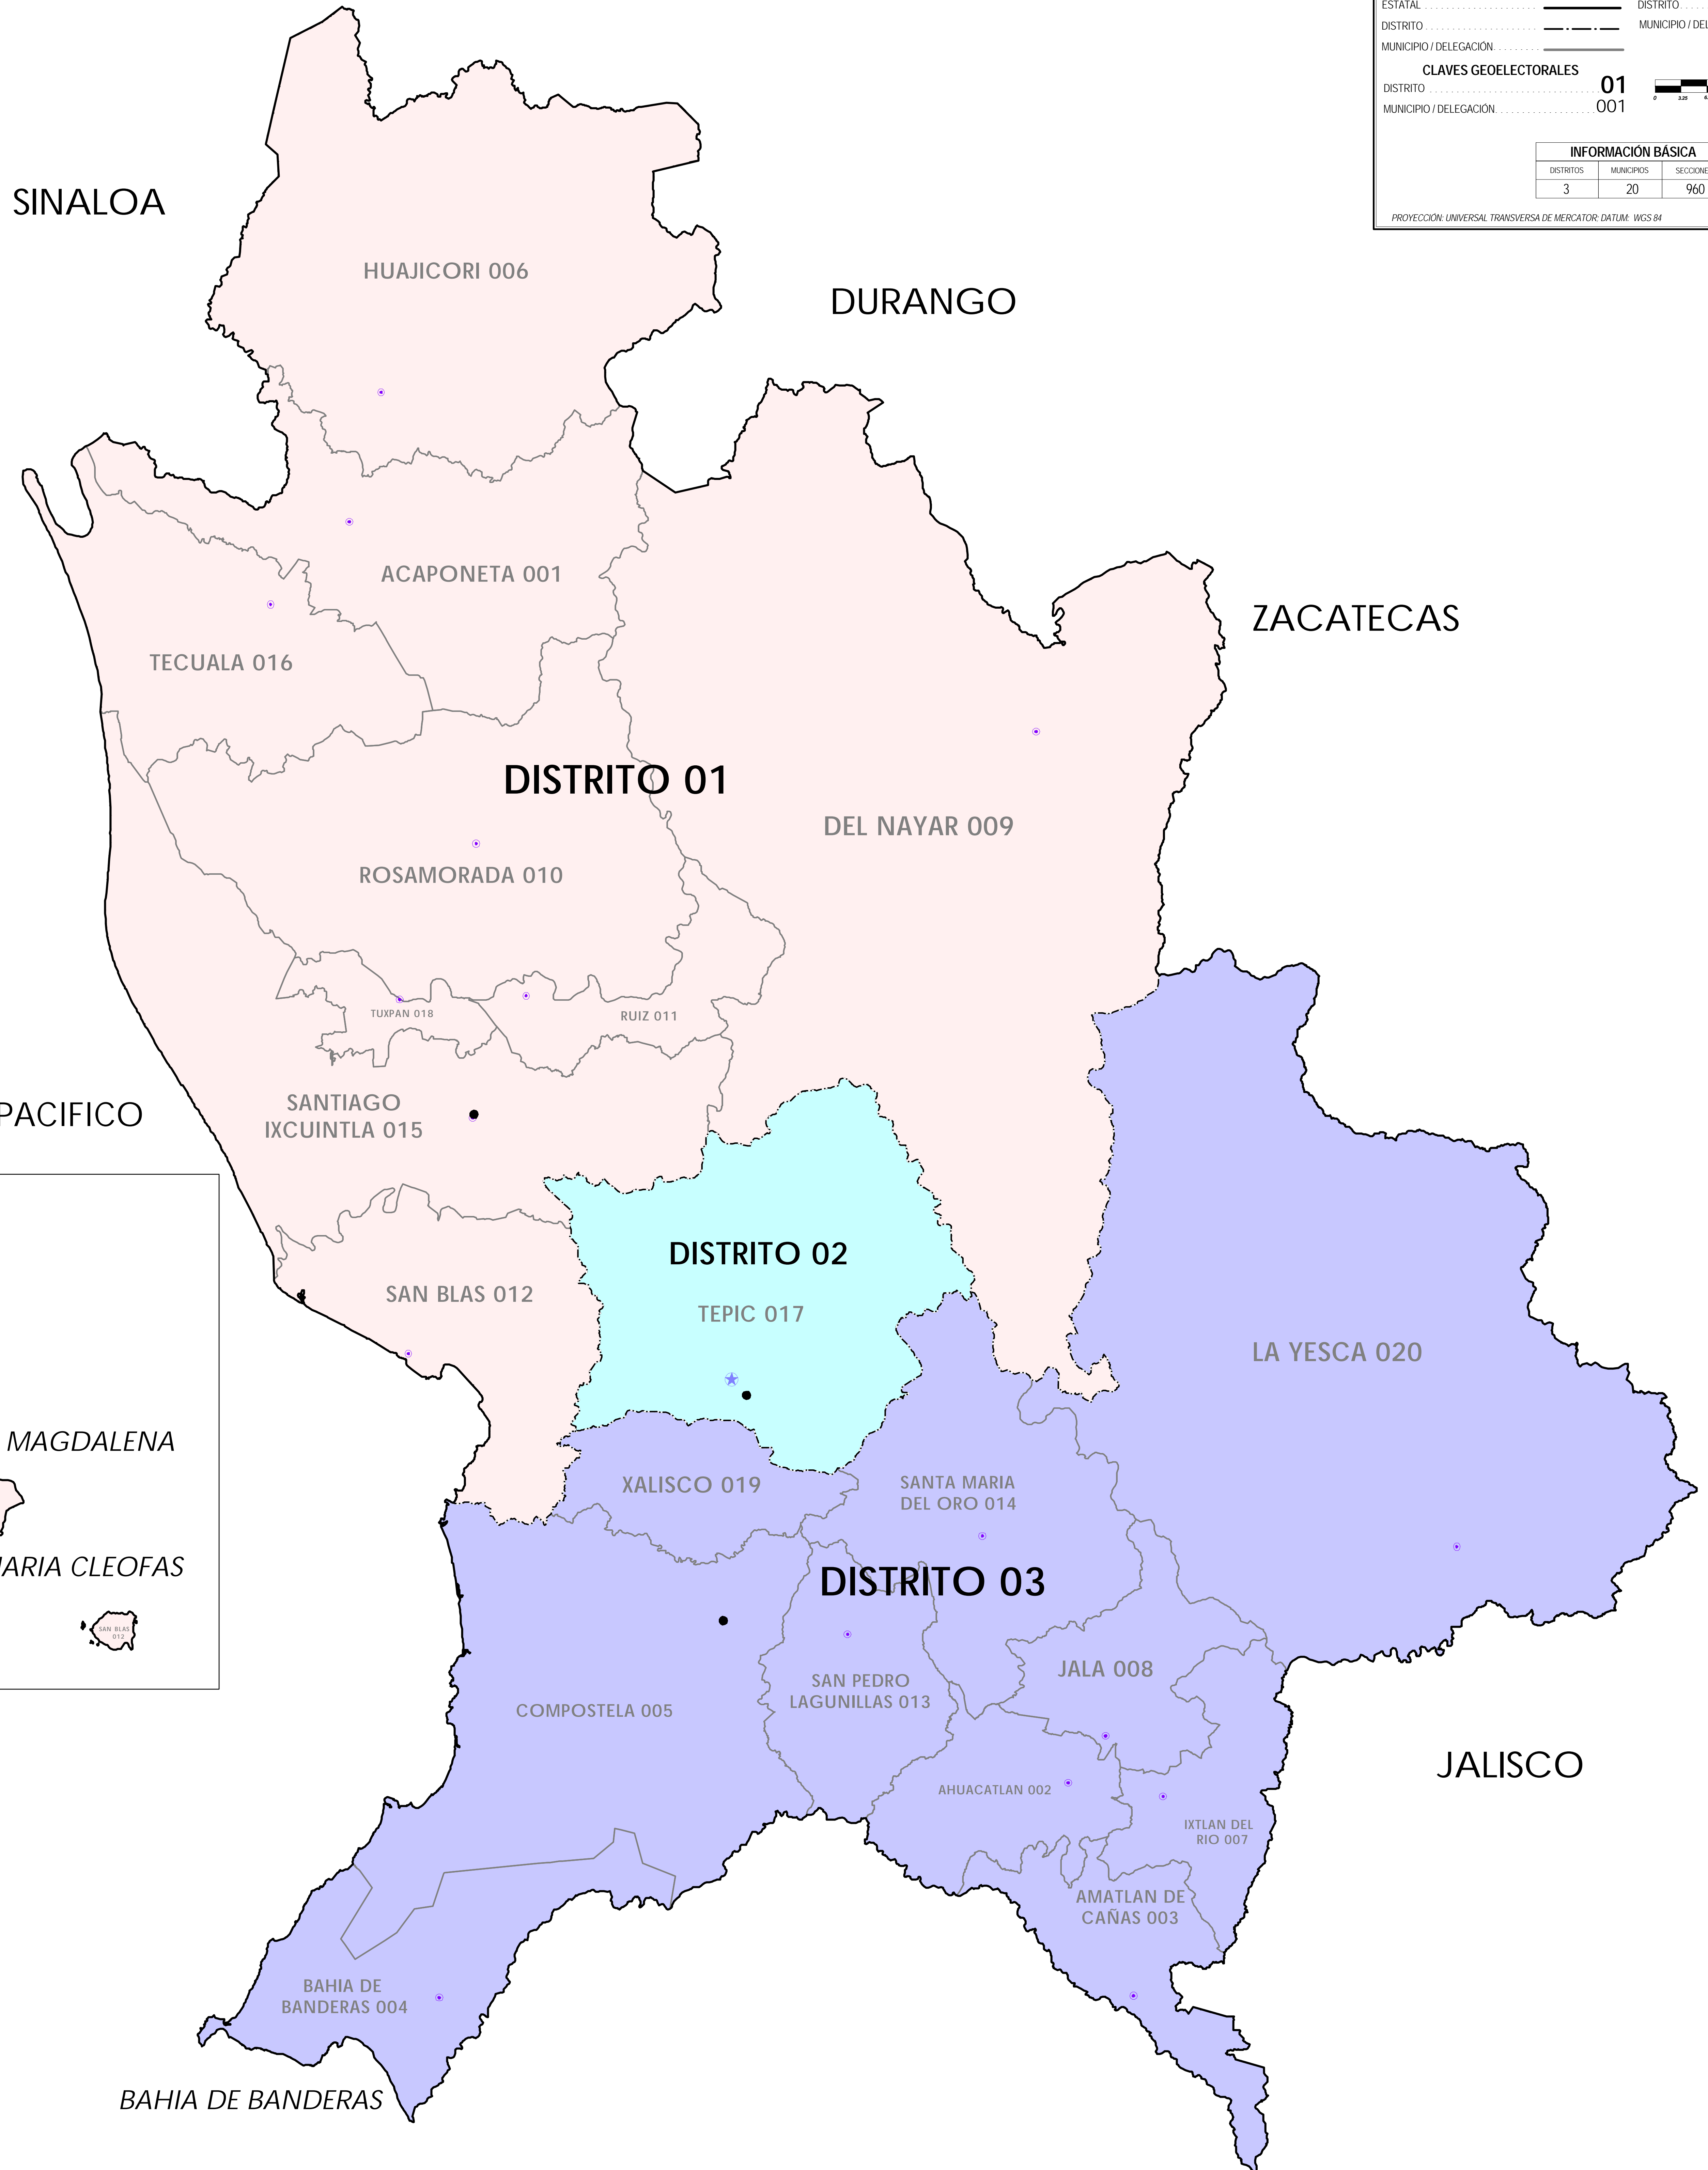 ESTATAL
DISTRITO
DISTRITO
MUNICIPIO / DELEGACIÓN
CLAVES GEOELECTORALES
DISTRITO 01
MUNICIPIO / DELEGACIÓN 001
0 3.25
INFORMACIÓN BÁSICA
DISTRITOS MUNICIPIOS
3 20 960
PROYECCIÓN: UNIVERSAL TRANSVERSA DE MERCATOR: DATUM: WGS 84
SINALOA
HUAJICORI 006
DURANGO
ACAPONETA 001
ZACATECAS
TECUALA 016
DISTRITO 01
DEL NAYAR 009
ROSAMORADA 010
TUXPAN 018
RUIZ 011
SANTIAGO
IXCUINTLA 015
PACIFICO
DISTRITO 02
SAN BLAS 012
TEPIC 017
LA YESCA 020
MAGDALENA
XALISCO 019
SANTA MARIA
DEL ORO 014
CLEOFAS
DISTRITO 03
SAN BLAS
012
JALA 008
SAN PEDRO
LAGUNILLAS 013
COMPOSTELA 005
JALISCO
AHUACATLAN 002
IXTLAN DEL
RIO 007
AMATLAN DE
CAÑAS 003
BAHIA DE
BANDERAS 004
BAHIA DE BANDERAS